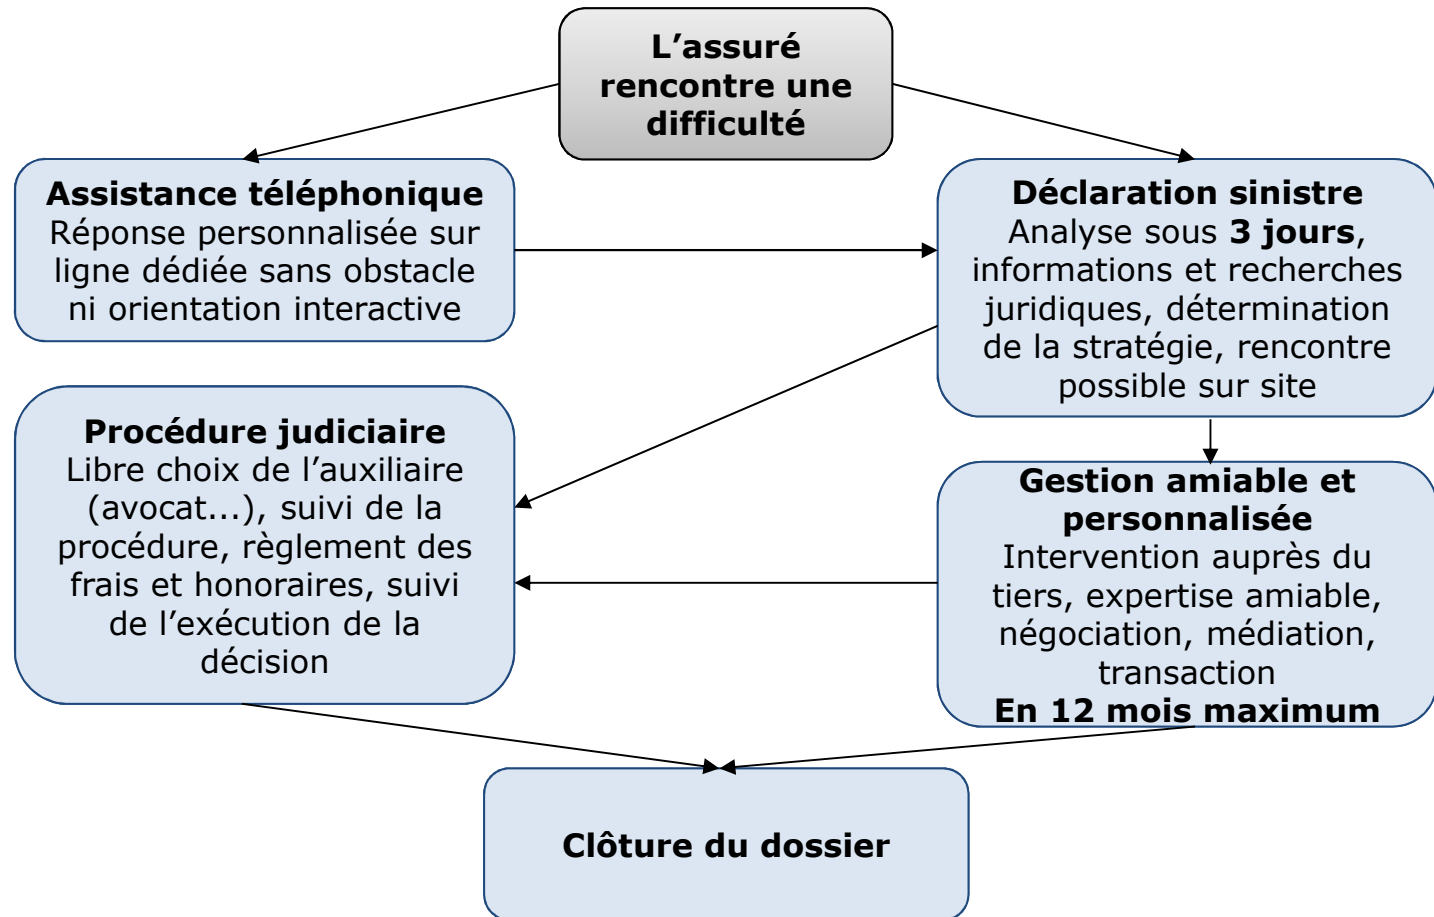 L’assuré
rencontre une
difficulté
Assistance téléphonique
Réponse personnalisée sur
ligne dédiée sans obstacle
ni orientation interactive
Déclaration sinistre
Analyse sous 3 jours,
informations et recherches
juridiques, détermination
de la stratégie, rencontre
possible sur site
Procédure judiciaire
Libre choix de l’auxiliaire
(avocat…), suivi de la
procédure, règlement des
frais et honoraires, suivi
de l’exécution de la
décision
Gestion amiable et
personnalisée
Intervention auprès du
tiers, expertise amiable,
négociation, médiation,
transaction
En 12 mois maximum
Clôture du dossier